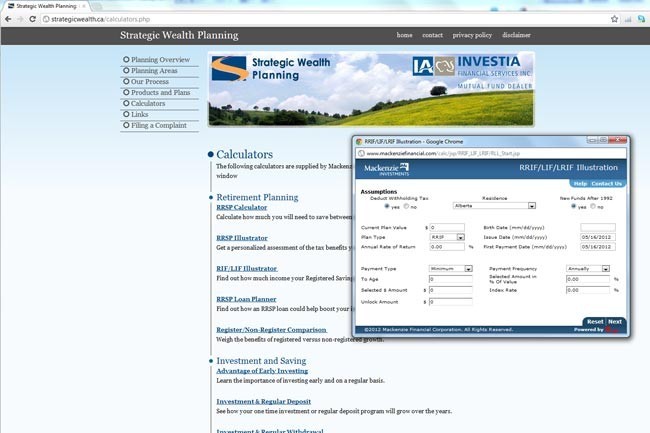 Strategic Wealth Planning:
strategicwealth.ca/calculators.php
Strategic Wealth Planning
home contact privacy policy disclaimer
Planning Overview
Planning Areas
Our Process
Products and Plans
Calculators
Links
Filing a Complaint
Strategic Wealth
Planning
IA INVESTIA
FINANCIAL SERVICES INC.
MUTUAL FUND DEALER
Calculators
The following calculators are supplied by Mackenz
window
Retirement Planning
RRSP Calculator
Calculate how much you will need to save between
RRSP Illustrator
Get a personalized assessment of the tax benefits y
RIF/LIF Illustrator
Find out how much income your Registered Saving
RRSP Loan Planner
Find out how an RRSP loan could help boost your
Register/Non-Register Comparison
Weigh the benefits of registered versus non-registered growth.
Investment and Saving
Advantage of Early Investing
Learn the importance of investing early and on a regular basis.
Investment & Regular Deposit
See how your one time investment or regular deposit program will grow over the years.
Investment & Regular Withdrawal
RRIF/LIF/LRIF Illustration - Google Chrome
www.mackenziefinancial.com/calc/jsp/RRIF_LIF_LRIF/RLL_Start.jsp
Mackenzie
INVESTMENTS
RRIF/LIF/LRIF Illustration
Help Contact Us
Assumptions
Deduct Withholding Tax Residence Non Funds After 1992
yes no Alberta yes no
Current Plan Value $ 0 Birth Date (mm/dd/yyyy)
Plan Type RRIF Issue Date (mm/dd/yyyy) 05/16/2012
Annual Rate of Return 0.00 % First Payment Date (mm/dd/yyyy) 05/16/2012
Payment Type Minimum Payment Frequency Annually
To Age 0 Selected Amount in % Of Value 0.00 %
Selected $ Amount $ 0 Index Rate 0.00 %
Unlock Amount $ 0
Reset Next
©2012 Mackenzie Financial Corporation. All Rights Reserved. Powered by